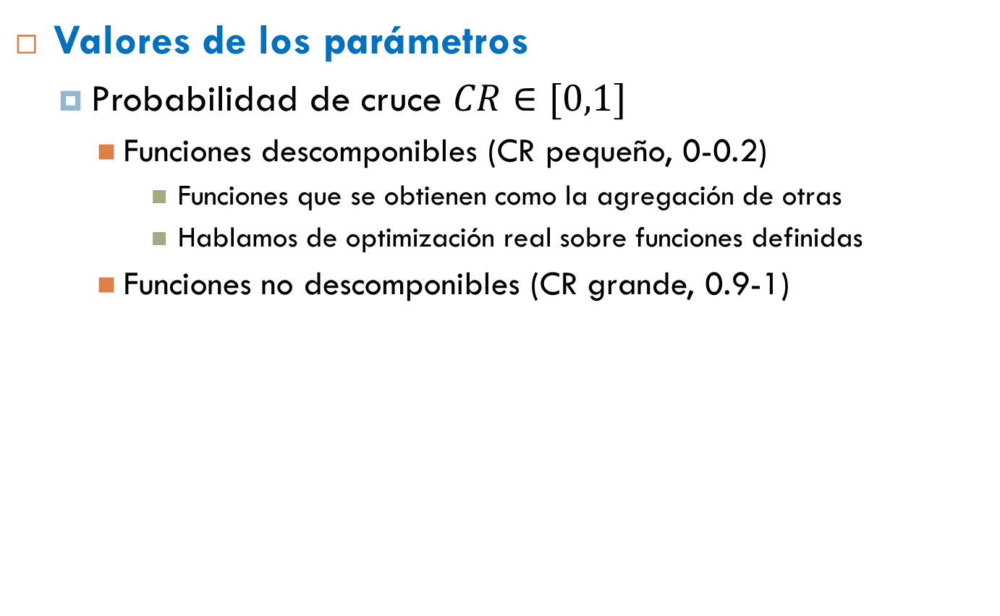 Valores de los parámetros
Probabilidad de cruce CR ∈ [0,1]
Funciones descomponibles (CR pequeño, 0-0.2)
Funciones que se obtienen como la agregación de otras
Hablamos de optimización real sobre funciones definidas
Funciones no descomponibles (CR grande, 0.9-1)